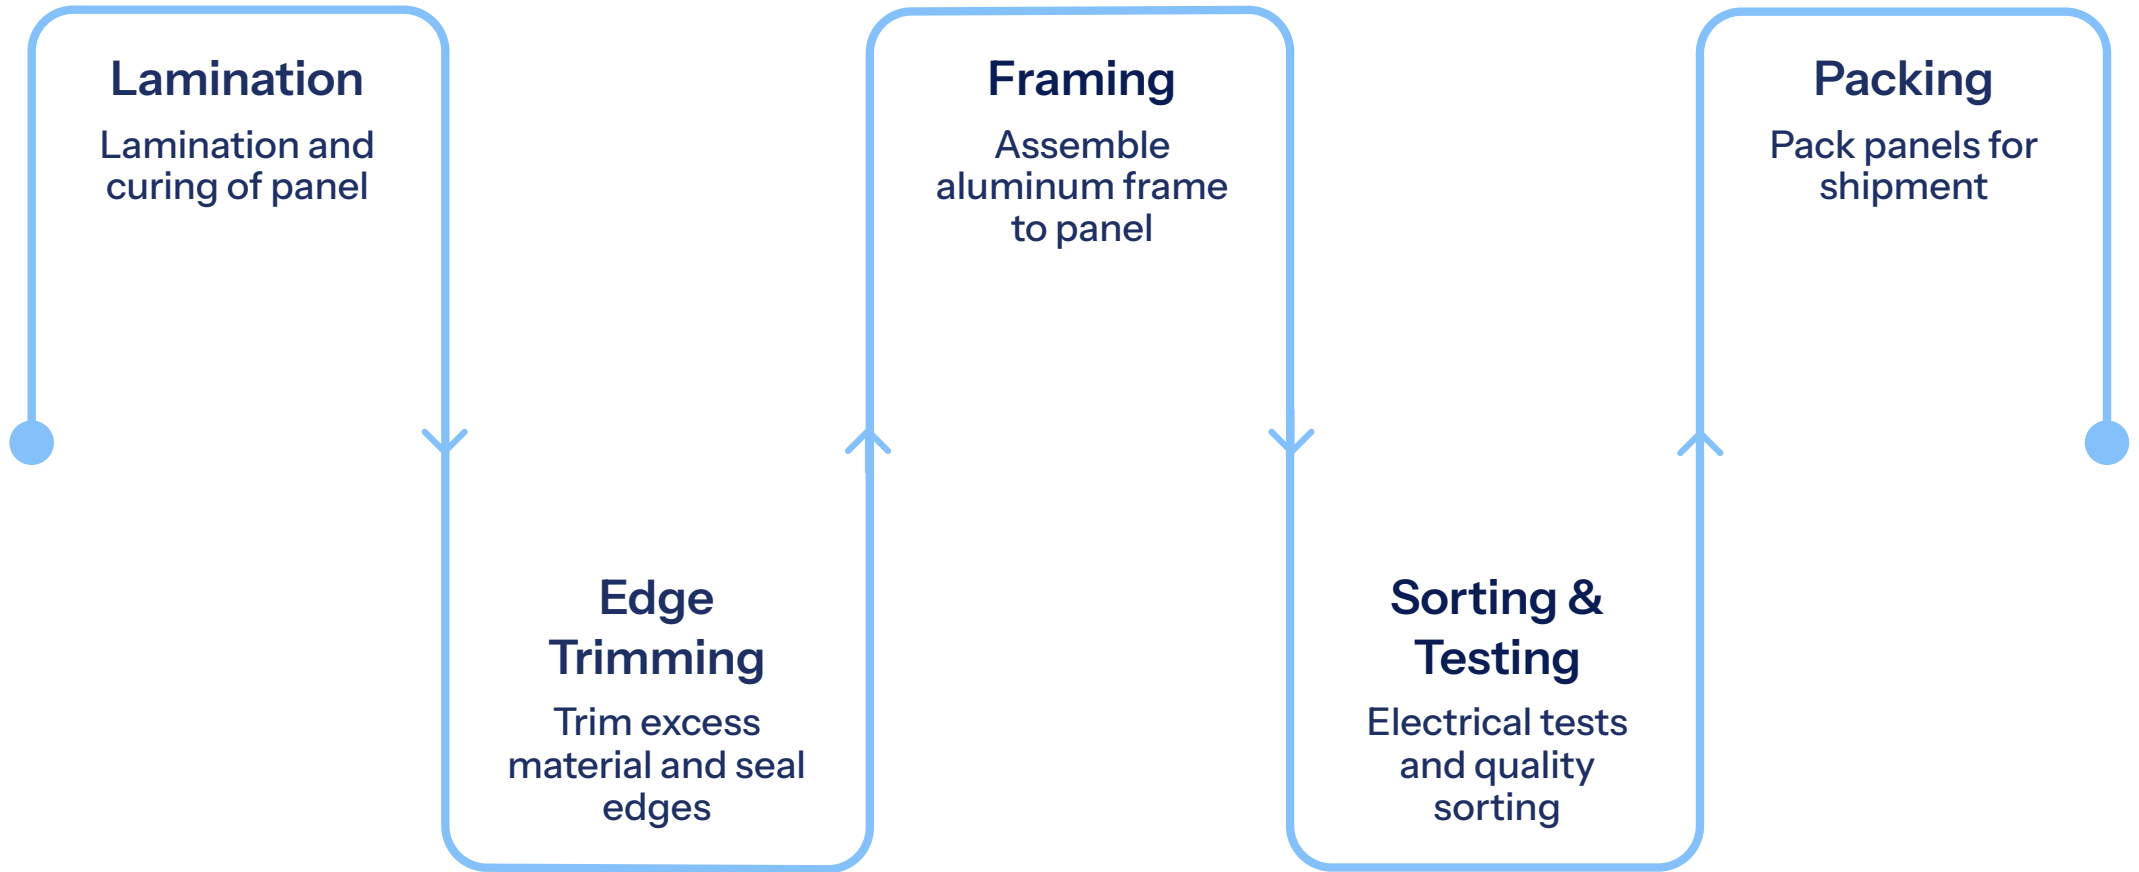 Lamination
Lamination and
curing of panel
Edge
Trimming
Trim excess
material and seal
edges
Framing
Assemble
aluminum frame
to panel
Sorting &
Testing
Electrical tests
and quality
sorting
Packing
Pack panels for
shipment